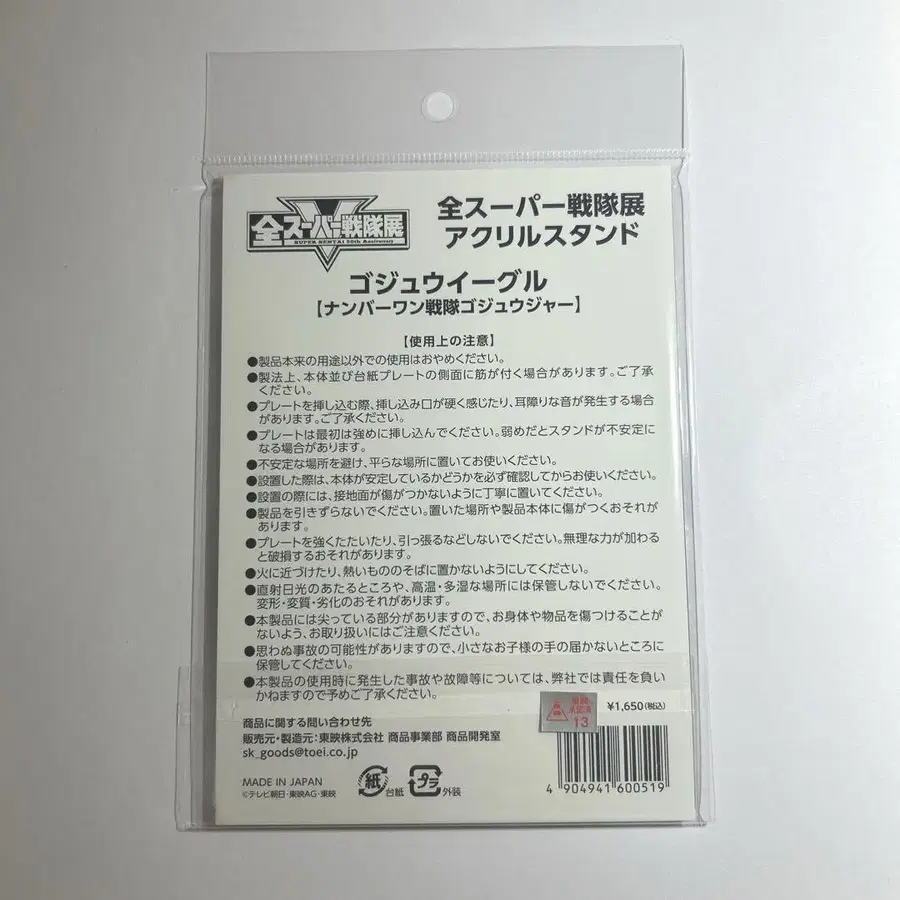 全スーパー戦隊展
SUPER SENTAI 50th Anniversary
全スーパー戦隊展
アクリルスタンド
ゴジュウイーグル
【ナンバーワン戦隊ゴジュウジャー】
【使用上の注意】
●製品本来の用途以外での使用はおやめください。
●製法上、本体並び台紙プレートの側面に筋が付く場合があります。ご了承
ください。
●プレートを挿し込む際、挿し込み口が硬く感じたり、耳障りな音が発生する場合
があります。ご了承ください。
●プレートは最初は強めに挿し込んでください。弱めだとスタンドが不安定に
なる場合があります。
●不安定な場所を避け、平らな場所に置いてお使いください。
●設置した際は、本体が安定しているかどうかを必ず確認してからお使いください。
●設置の際には、接地面が傷がつかないように丁寧に置いてください。
●製品を引きずらないでください。置いた場所や製品本体に傷がつくおそれが
あります。
●プレートを強くたたいたり、引っ張るなどしないでください。無理な力が加わる
と破損するおそれがあります。
●火に近づけたり、熱いもののそばに置かないようにしてください。
●直射日光のあたるところや、高温・多湿な場所には保管しないでください。
変形・変質・劣化のおそれがあります。
●本製品には尖っている部分がありますので、お身体や物品を傷つけることが
ないよう、お取り扱いにはご注意ください。
●思わぬ事故の可能性がありますので、小さなお子様の手の届かないところに
保管してください。
●本製品の使用時に発生した事故や故障等については、弊社では責任を負い
かねますので予めご了承ください。
¥1,650(税込)
13
商品に関する問い合わせ先
販売元・製造元:東映株式会社 商品事業部 商品開発室
sk_goods@toei.co.jp
MADE IN JAPAN
©テレビ朝日・東映AG・東映
紙 台紙
プラ 外装
4 904941 600519